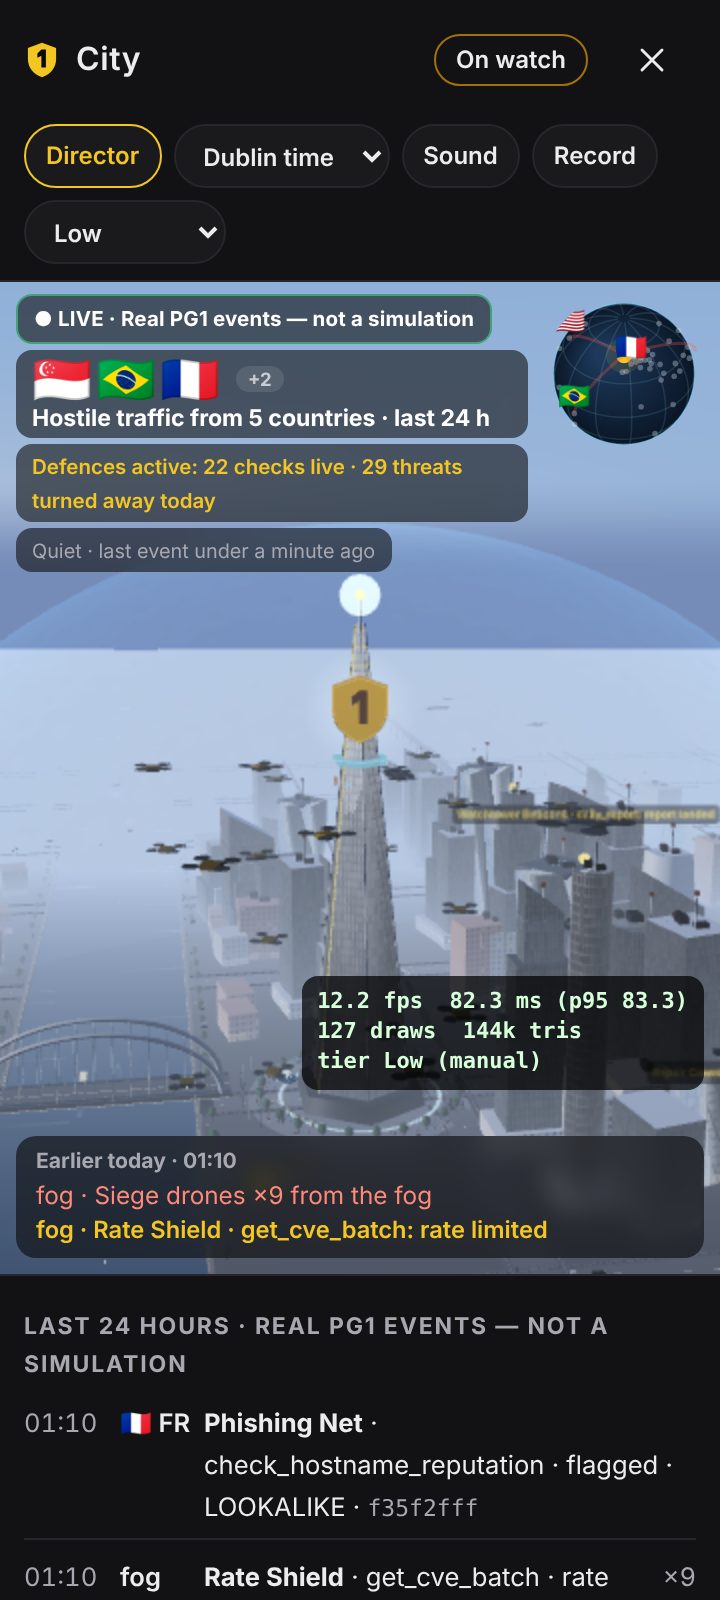 1 City
On watch
Director
Dublin time
Sound
Record
Low
LIVE · Real PG1 events — not a simulation
+2
Hostile traffic from 5 countries · last 24 h
Defences active: 22 checks live · 29 threats
turned away today
Quiet · last event under a minute ago
1
12.2 fps 82.3 ms (p95 83.3)
127 draws 144k tris
tier Low (manual)
Earlier today · 01:10
fog · Siege drones ×9 from the fog
fog · Rate Shield · get_cve_batch: rate limited
LAST 24 HOURS · REAL PG1 EVENTS — NOT A
SIMULATION
01:10 FR Phishing Net ·
check_hostname_reputation · flagged ·
LOOKALIKE · f35f2fff
01:10 fog Rate Shield · get_cve_batch · rate ×9